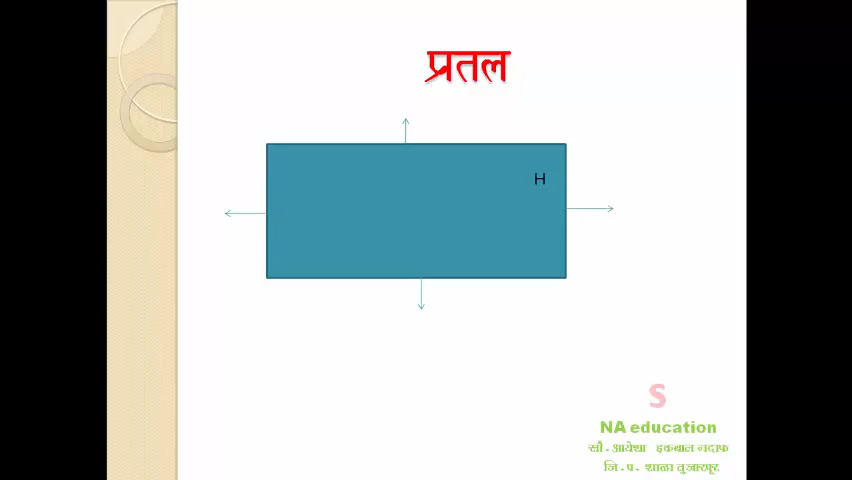 प्रतल
H
S
NA education
सौ. आयेशा इकबाल नदाफ
जि.प. शाळा तुजारपूर